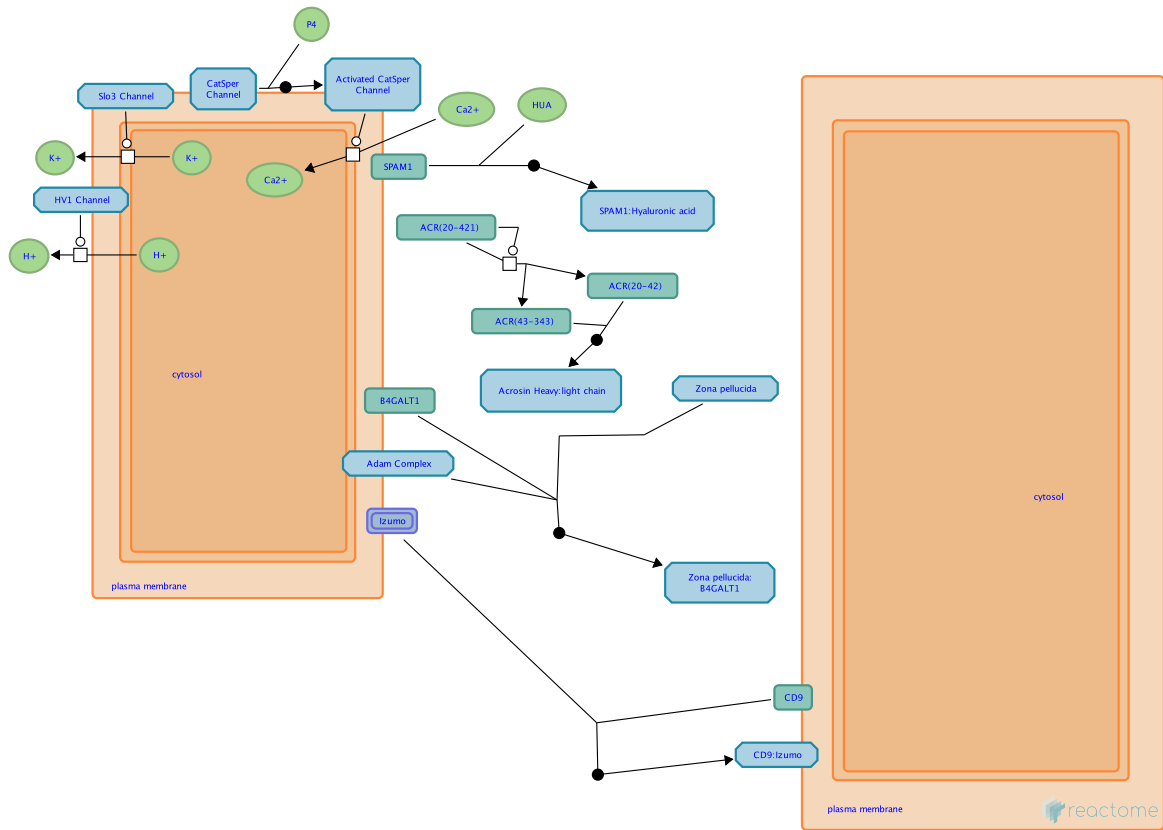 P4
CatSper
Channel
Activated CatSper
Channel
Slo3 Channel
Ca2+
HUA
K+
K+
Ca2+
SPAM1
HV1 Channel
SPAM1:Hyaluronic acid
ACR(20-421)
H+
H+
ACR(20-42)
ACR(43-343)
cytosol
Acrosin Heavy:light chain
Zona pellucida
B4GALT1
Adam Complex
cytosol
Izumo
Zona pellucida:
B4GALT1
plasma membrane
CD9
CD9:Izumo
plasma membrane
reactome